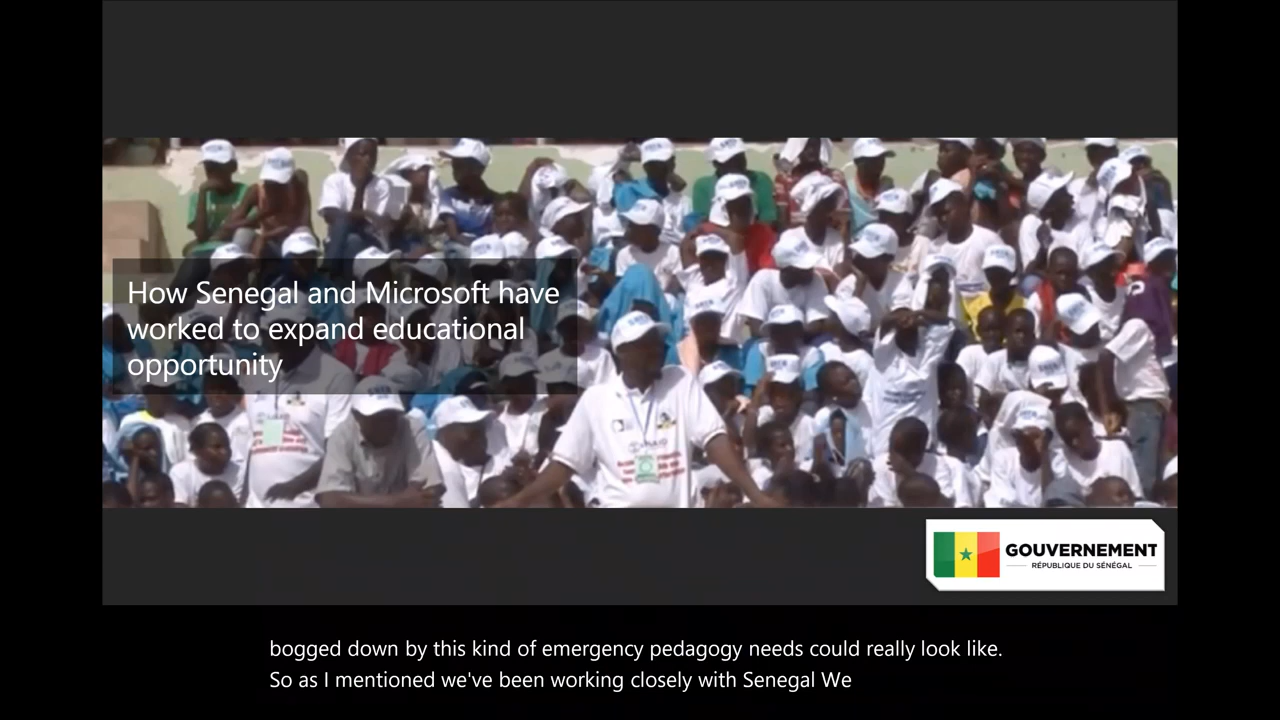 How Senegal and Microsoft have
worked to expand educational
opportunity
GOUVERNEMENT
RÉPUBLIQUE DU SÉNÉGAL
bogged down by this kind of emergency pedagogy needs could really look like.
So as I mentioned we've been working closely with Senegal We